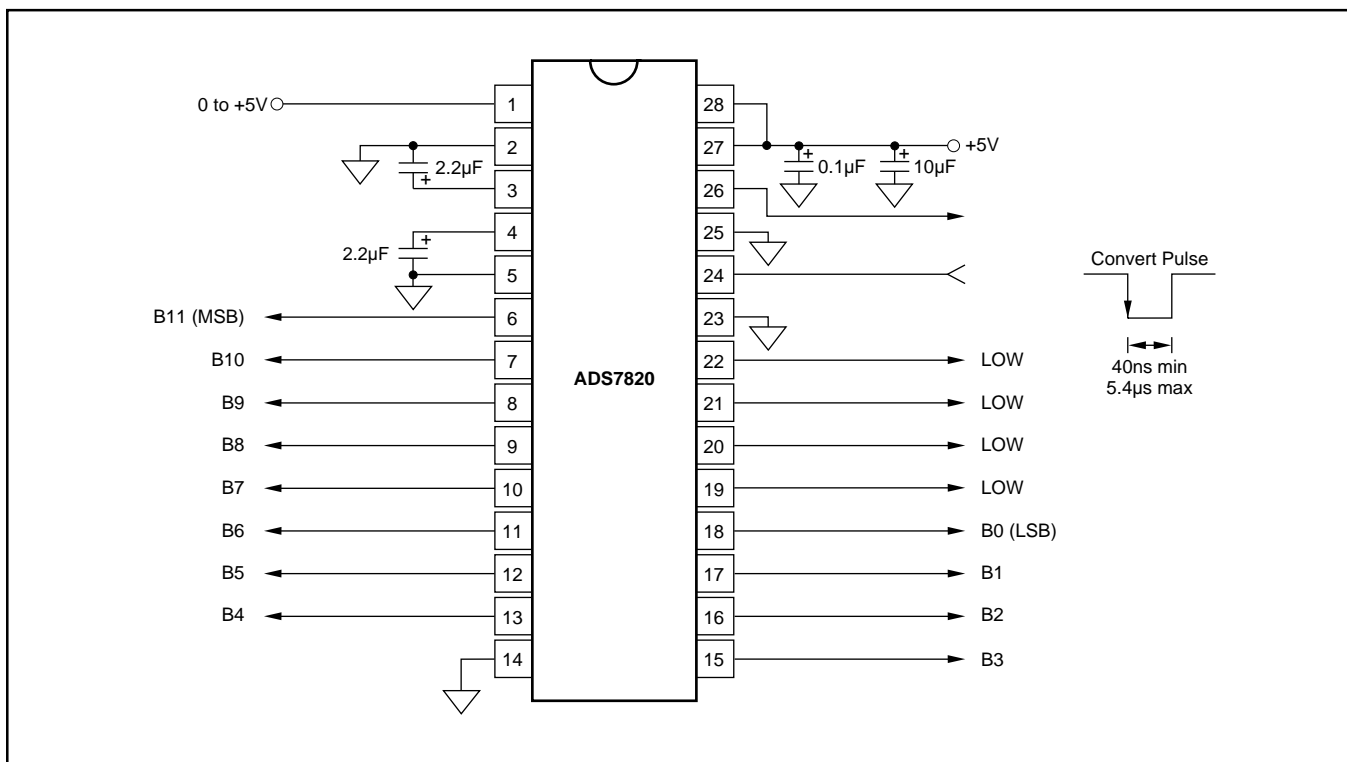 0 to +5V
1
28
2
27
+
+
+5V
2.2µF
0.1µF
10µF
+
3
26
4
25
+
2.2µF
5
24
Convert Pulse
B11 (MSB)
6
23
B10
7
22
LOW
40ns min
5.4µs max
ADS7820
B9
8
21
LOW
B8
9
20
LOW
B7
10
19
LOW
B6
11
18
B0 (LSB)
B5
12
17
B1
B4
13
16
B2
14
15
B3